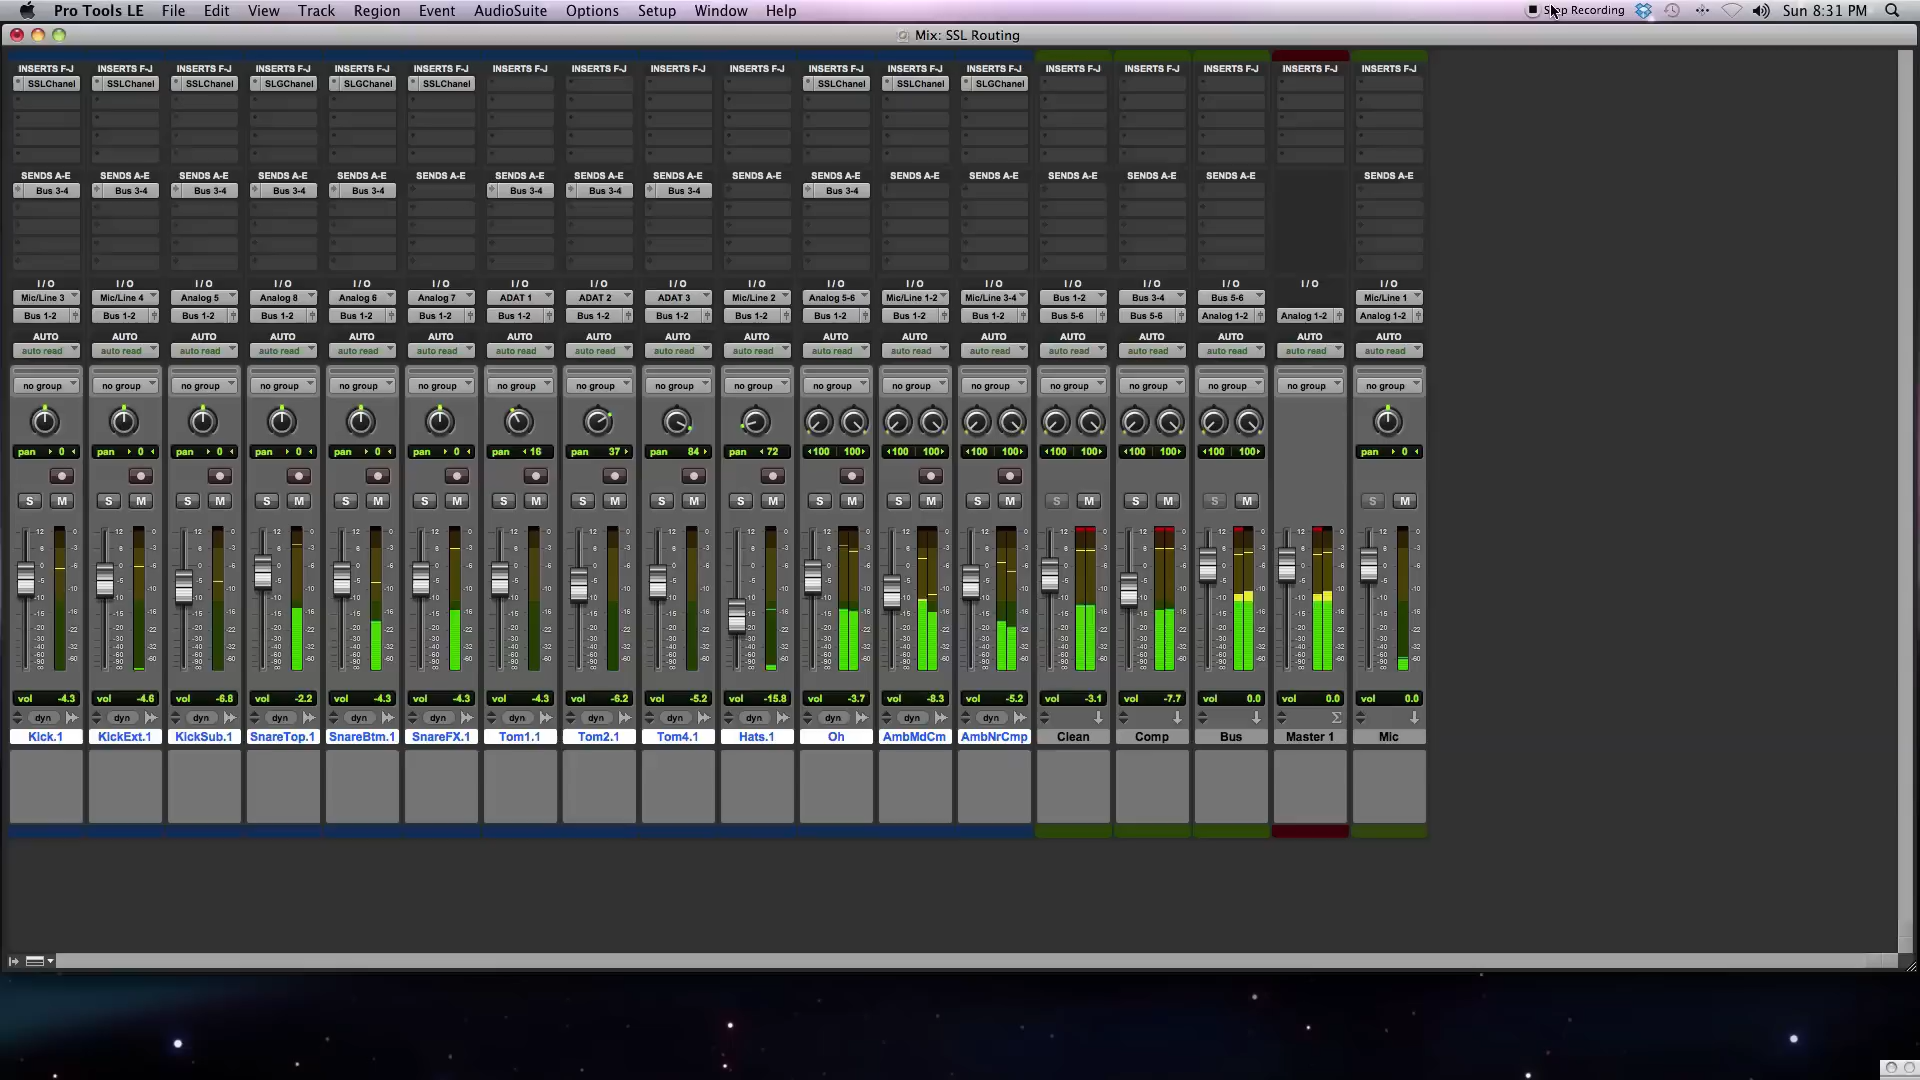 Pro Tools LE File Edit View Track Region Event AudioSuite Options Setup Window Help Recording Sun 8:31 PM
Mix: SSL Routing
INSERTS F-J INSERTS F-J INSERTS F-J INSERTS F-J INSERTS F-J INSERTS F-J INSERTS F-J INSERTS F-J INSERTS F-J INSERTS F-J INSERTS F-J INSERTS F-J INSERTS F-J INSERTS F-J INSERTS F-J INSERTS F-J INSERTS F-J INSERTS F-J
SSLChanel SSLChanel SSLChanel SLGChanel SLGChanel SSLChanel SSLChanel SSLChanel SLGChanel
SENDS A-E SENDS A-E SENDS A-E SENDS A-E SENDS A-E SENDS A-E SENDS A-E SENDS A-E SENDS A-E SENDS A-E SENDS A-E SENDS A-E SENDS A-E SENDS A-E SENDS A-E SENDS A-E SENDS A-E
Bus 3-4 Bus 3-4 Bus 3-4 Bus 3-4 Bus 3-4 Bus 3-4 Bus 3-4 Bus 3-4 Bus 3-4
I / O I / O I / O I / O I / O I / O I / O I / O I / O I / O I / O I / O I / O I / O I / O I / O I / O I / O
Mic/Line 3 Mic/Line 4 Analog 5 Analog 8 Analog 6 Analog 7 ADAT 1 ADAT 2 ADAT 3 Mic/Line 2 Analog 5-6 Mic/Line 1-2 Mic/Line 3-4 Bus 1-2 Bus 3-4 Bus 5-6 Mic/Line 1
Bus 1-2 Bus 1-2 Bus 1-2 Bus 1-2 Bus 1-2 Bus 1-2 Bus 1-2 Bus 1-2 Bus 1-2 Bus 1-2 Bus 1-2 Bus 1-2 Bus 1-2 Bus 5-6 Bus 5-6 Analog 1-2 Analog 1-2 Analog 1-2
AUTO AUTO AUTO AUTO AUTO AUTO AUTO AUTO AUTO AUTO AUTO AUTO AUTO AUTO AUTO AUTO AUTO AUTO
auto read auto read auto read auto read auto read auto read auto read auto read auto read auto read auto read auto read auto read auto read auto read auto read auto read auto read
no group no group no group no group no group no group no group no group no group no group no group no group no group no group no group no group no group no group
pan 0 pan 0 pan 0 pan 0 pan 0 pan 0 pan 16 pan 37 pan 84 pan 72 100 100 100 100 100 100 100 100 100 100 100 100 pan 0
S M S M S M S M S M S M S M S M S M S M S M S M S M S M S M S M S M
vol -4.3 vol -4.6 vol -6.8 vol -2.2 vol -4.3 vol -4.3 vol -4.3 vol -6.2 vol -5.2 vol -15.8 vol -3.7 vol -8.3 vol -5.2 vol -3.1 vol -7.7 vol 0.0 vol 0.0 vol 0.0
dyn dyn dyn dyn dyn dyn dyn dyn dyn dyn dyn dyn dyn Σ
Kick.1 KickExt.1 KickSub.1 SnareTop.1 SnareBtm.1 SnareFX.1 Tom1.1 Tom2.1 Tom4.1 Hats.1 Oh AmbMdCm AmbNrCmp Clean Comp Bus Master 1 Mic